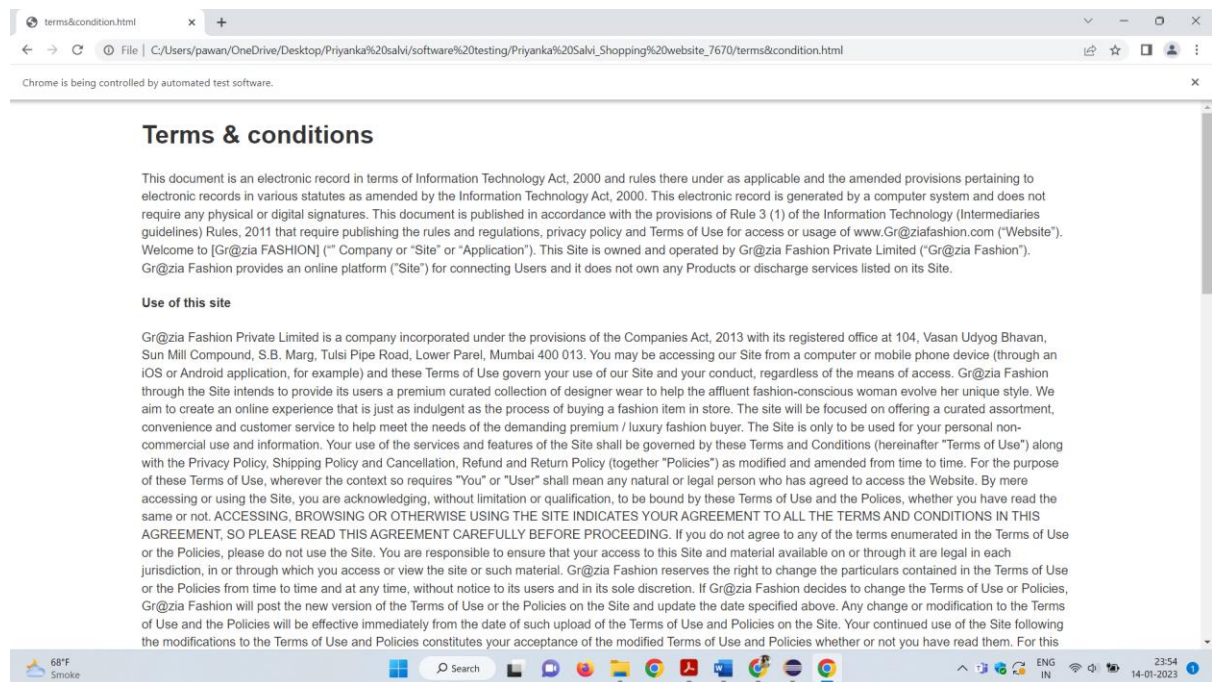 terms&condition.html
File | C:/Users/pawan/OneDrive/Desktop/Priyanka%20salvi/software%20testing/Priyanka%20Salvi_Shopping%20website_7670/terms&condition.html
Chrome is being controlled by automated test software.
Terms & conditions
This document is an electronic record in terms of Information Technology Act, 2000 and rules there under as applicable and the amended provisions pertaining to
electronic records in various statutes as amended by the Information Technology Act, 2000. This electronic record is generated by a computer system and does not
require any physical or digital signatures. This document is published in accordance with the provisions of Rule 3 (1) of the Information Technology (Intermediaries
guidelines) Rules, 2011 that require publishing the rules and regulations, privacy policy and Terms of Use for access or usage of www.Gr@ziafashion.com (“Website”).
Welcome to [Gr@zia FASHION] (“” Company or “Site” or “Application”). This Site is owned and operated by Gr@zia Fashion Private Limited (“Gr@zia Fashion”).
Gr@zia Fashion provides an online platform (”Site”) for connecting Users and it does not own any Products or discharge services listed on its Site.
Use of this site
Gr@zia Fashion Private Limited is a company incorporated under the provisions of the Companies Act, 2013 with its registered office at 104, Vasan Udyog Bhavan,
Sun Mill Compound, S.B. Marg, Tulsi Pipe Road, Lower Parel, Mumbai 400 013. You may be accessing our Site from a computer or mobile phone device (through an
iOS or Android application, for example) and these Terms of Use govern your use of our Site and your conduct, regardless of the means of access. Gr@zia Fashion
through the Site intends to provide its users a premium curated collection of designer wear to help the affluent fashion-conscious woman evolve her unique style. We
aim to create an online experience that is just as indulgent as the process of buying a fashion item in store. The site will be focused on offering a curated assortment,
convenience and customer service to help meet the needs of the demanding premium / luxury fashion buyer. The Site is only to be used for your personal non-
commercial use and information. Your use of the services and features of the Site shall be governed by these Terms and Conditions (hereinafter "Terms of Use") along
with the Privacy Policy, Shipping Policy and Cancellation, Refund and Return Policy (together "Policies") as modified and amended from time to time. For the purpose
of these Terms of Use, wherever the context so requires "You" or "User" shall mean any natural or legal person who has agreed to access the Website. By mere
accessing or using the Site, you are acknowledging, without limitation or qualification, to be bound by these Terms of Use and the Polices, whether you have read the
same or not. ACCESSING, BROWSING OR OTHERWISE USING THE SITE INDICATES YOUR AGREEMENT TO ALL THE TERMS AND CONDITIONS IN THIS
AGREEMENT, SO PLEASE READ THIS AGREEMENT CAREFULLY BEFORE PROCEEDING. If you do not agree to any of the terms enumerated in the Terms of Use
or the Policies, please do not use the Site. You are responsible to ensure that your access to this Site and material available on or through it are legal in each
jurisdiction, in or through which you access or view the site or such material. Gr@zia Fashion reserves the right to change the particulars contained in the Terms of Use
or the Policies from time to time and at any time, without notice to its users and in its sole discretion. If Gr@zia Fashion decides to change the Terms of Use or Policies,
Gr@zia Fashion will post the new version of the Terms of Use or the Policies on the Site and update the date specified above. Any change or modification to the Terms
of Use and the Policies will be effective immediately from the date of such upload of the Terms of Use and Policies on the Site. Your continued use of the Site following
the modifications to the Terms of Use and Policies constitutes your acceptance of the modified Terms of Use and Policies whether or not you have read them. For this
68°F
Smoke
Search
ENG
IN
23:54
14-01-2023
1